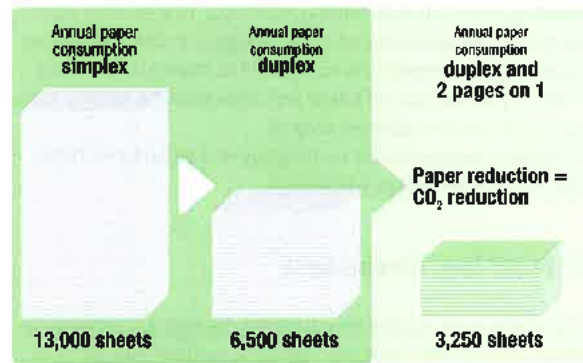 Annual paper
consumption
simplex
13,000 sheets
Annual paper
consumption
duplex
6,500 sheets
Annual paper
consumption
duplex and
2 pages on 1
Paper reduction =
CO₂ reduction
3,250 sheets